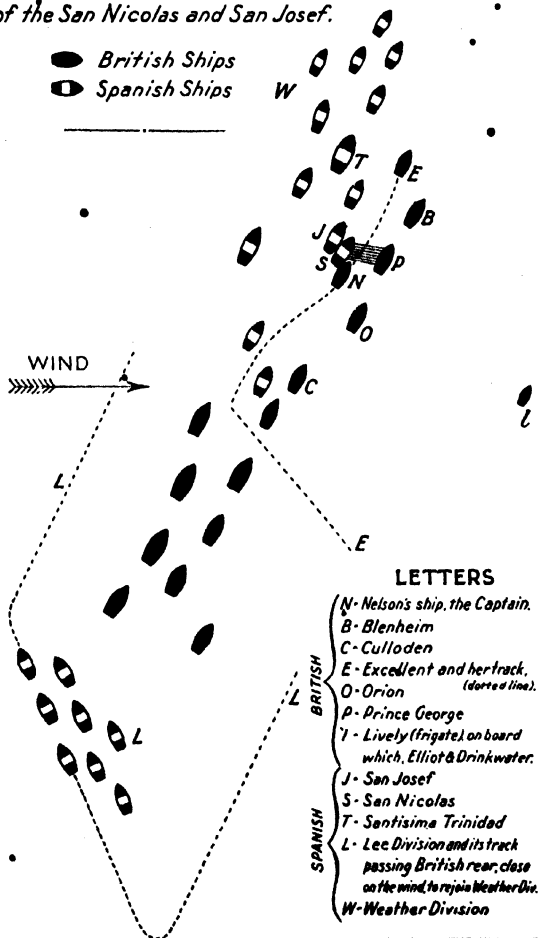 of the San Nicolas and San Josef.
British Ships
Spanish Ships
W
T
E
B
J
S
P
N
O
WIND
C
l
L
E
LETTERS
BRITISH
N - Nelson's ship, the Captain.
B - Blenheim
C - Culloden
E - Excellent and her track,
(dotted line).
O - Orion
P - Prince George
l - Lively (frigate), on board
which, Elliot & Drinkwater.
L
L
SPANISH
J - San Josef
S - San Nicolas
T - Santisima Trinidad
L - Lee Division and its track
passing British rear, close
on the wind, to rejoin Weather Div.
W - Weather Division